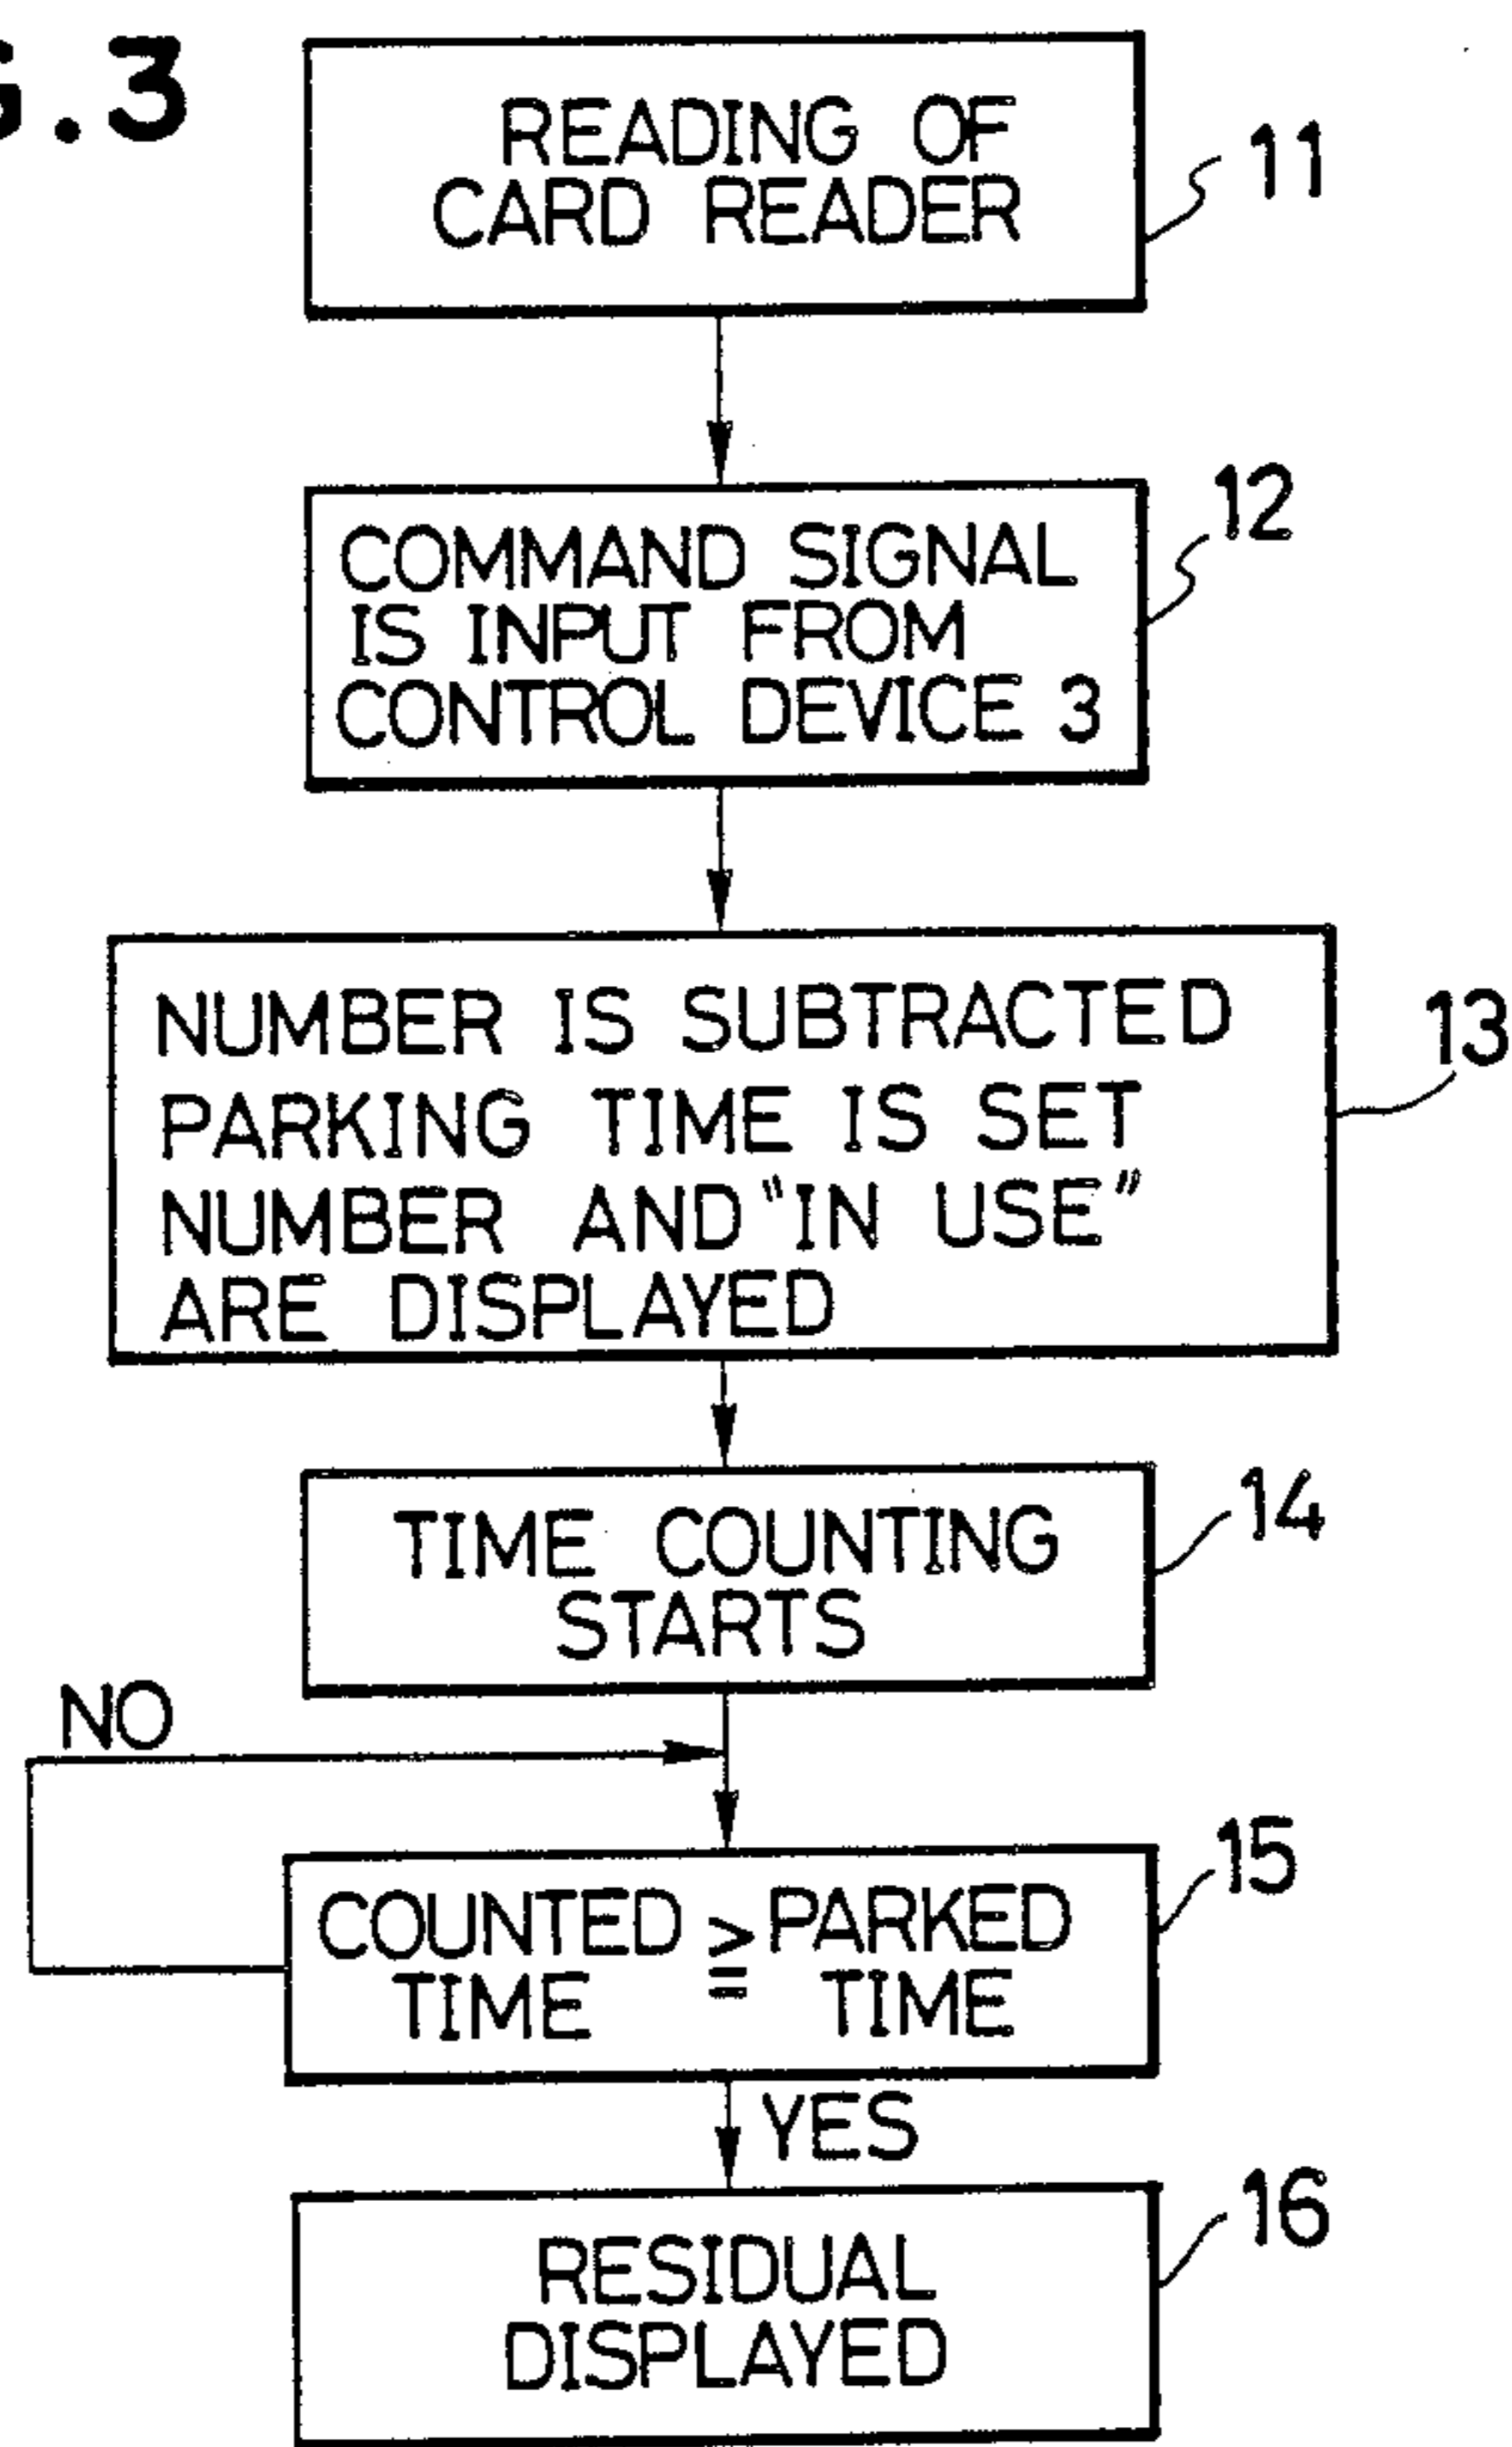 G.3
READING OF
CARD READER
11
COMMAND SIGNAL
IS INPUT FROM
CONTROL DEVICE 3
12
NUMBER IS SUBTRACTED
PARKING TIME IS SET
NUMBER AND "IN USE"
ARE DISPLAYED
13
TIME COUNTING
STARTS
14
NO
COUNTED ≧ PARKED
TIME TIME
15
YES
RESIDUAL
DISPLAYED
16